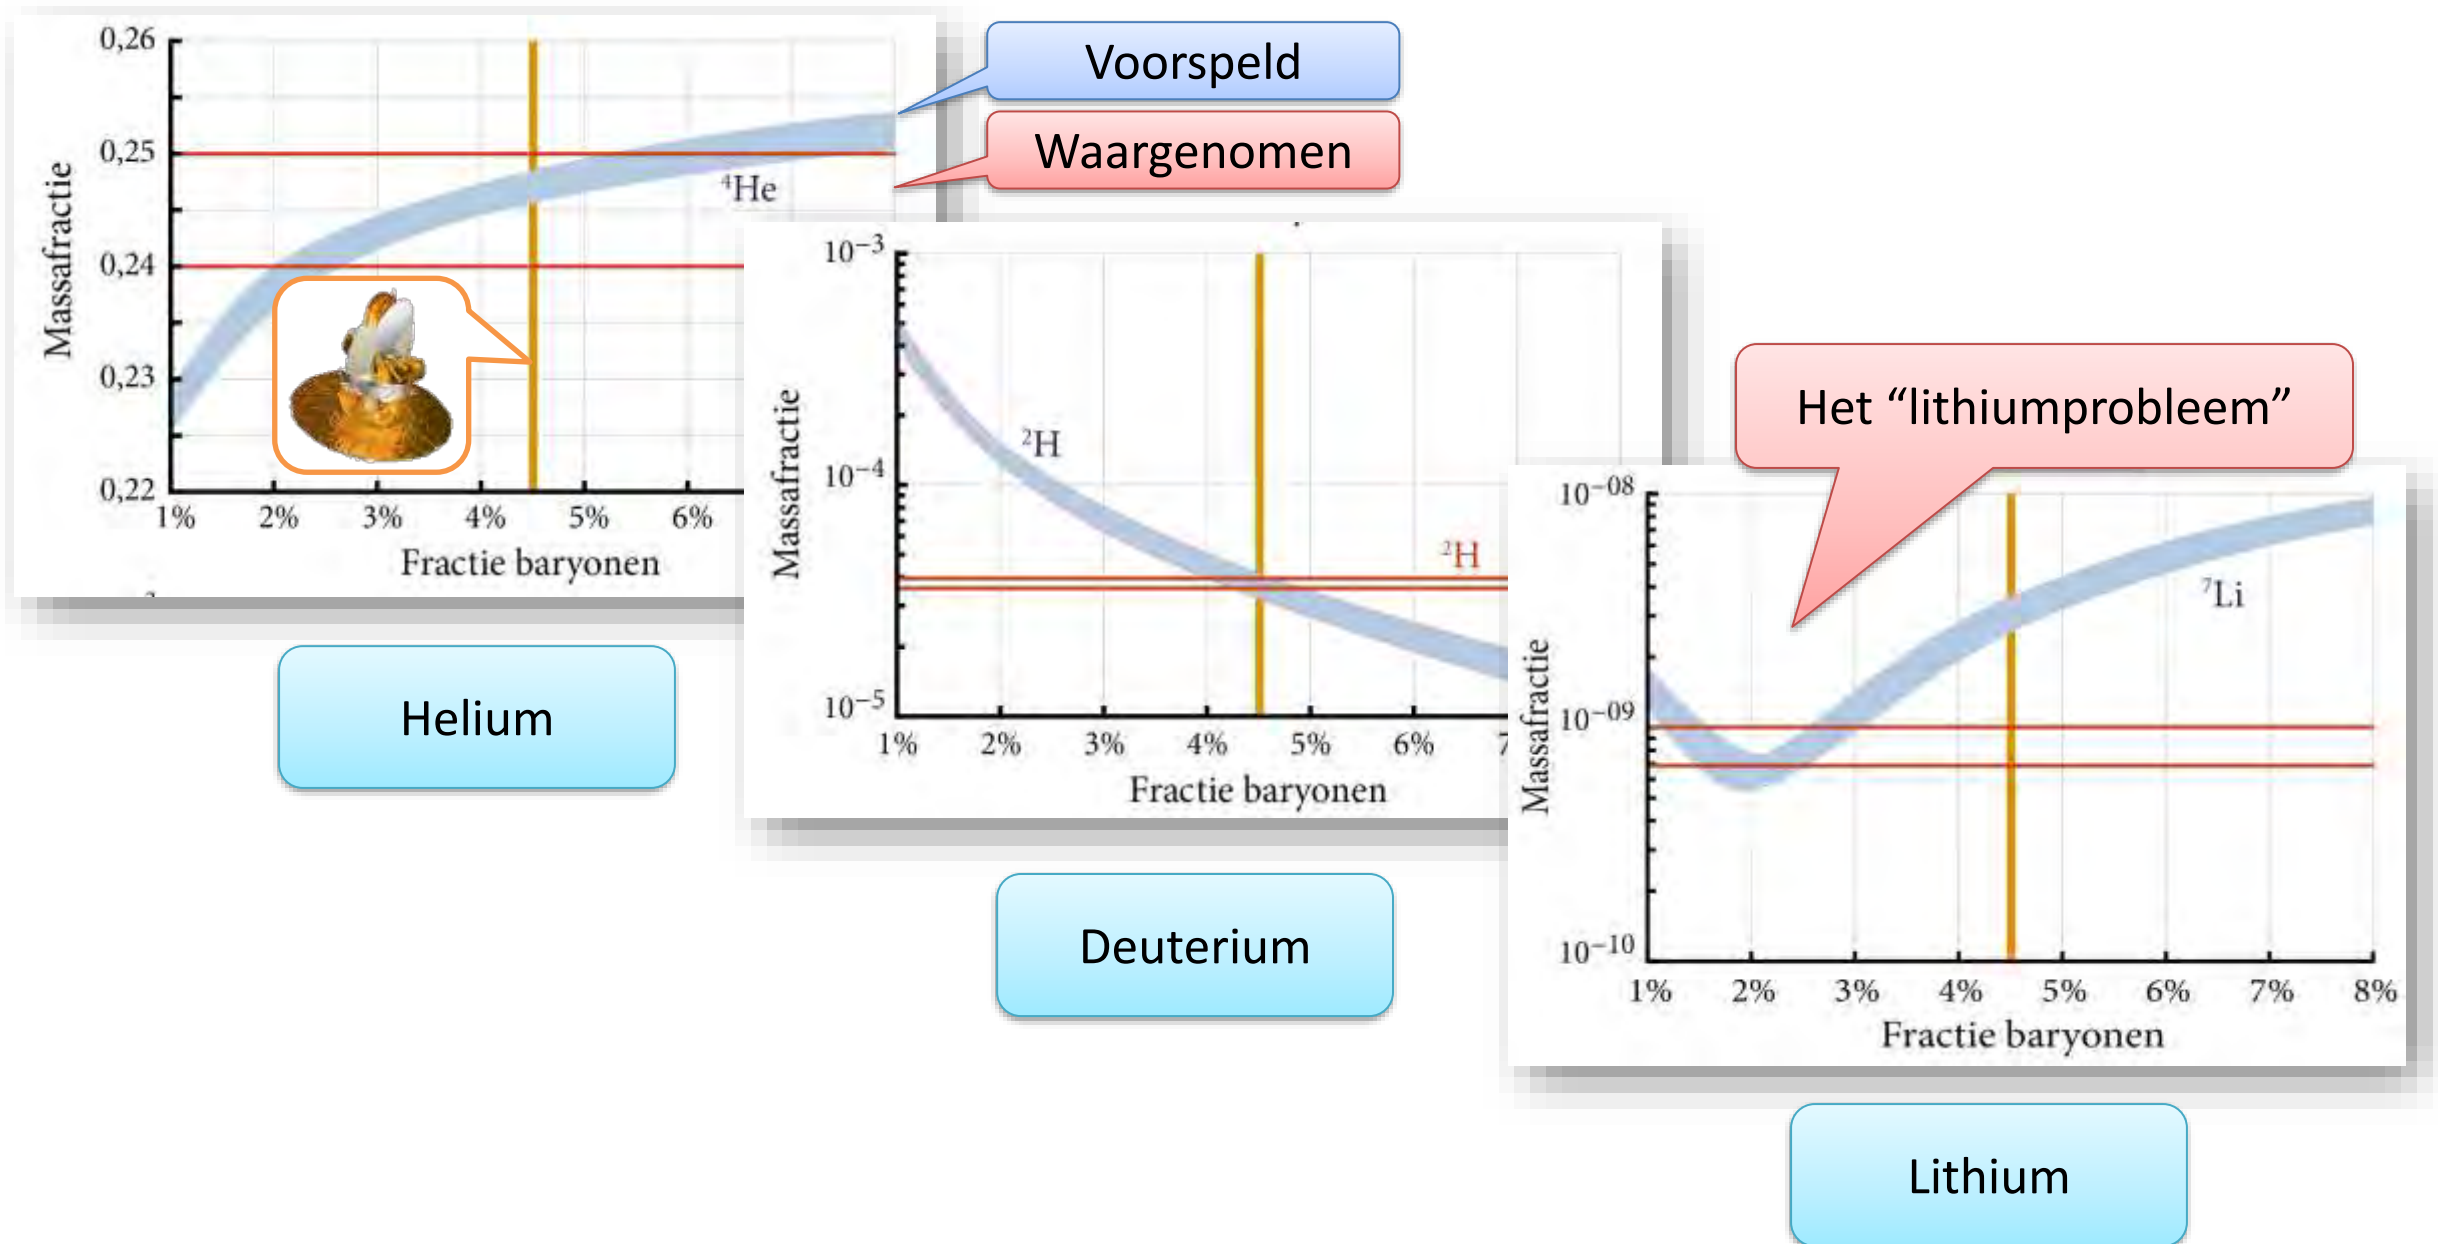 Voorspeld
Waargenomen
Massafractie
0,26
0,25
0,24
0,23
0,22
⁴He
1% 2% 3% 4% 5% 6%
Fractie baryonen
Helium
Massafractie
10⁻³
10⁻⁴
10⁻⁵
²H
²H
1% 2% 3% 4% 5% 6% 7
Fractie baryonen
Deuterium
Het “lithiumprobleem”
Massafractie
10⁻⁰⁸
10⁻⁰⁹
10⁻¹⁰
⁷Li
1% 2% 3% 4% 5% 6% 7% 8%
Fractie baryonen
Lithium